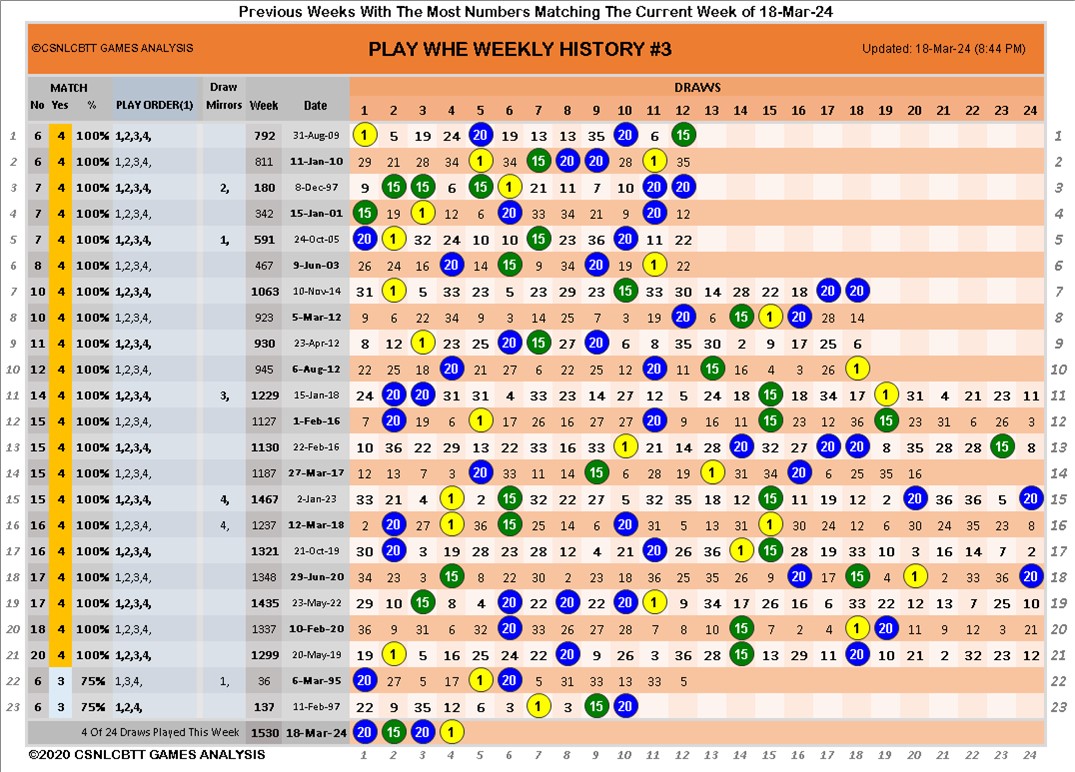 Previous Weeks With The Most Numbers Matching The Current Week of 18-Mar-24
©CSNLCBTT GAMES ANALYSIS PLAY WHE WEEKLY HISTORY #3 Updated: 18-Mar-24 (8:44 PM)
MATCH Draw DRAWS
No Yes % PLAY ORDER(1) Mirrors Week Date 1 2 3 4 5 6 7 8 9 10 11 12 13 14 15 16 17 18 19 20 21 22 23 24
1 6 4 100% 1,2,3,4, 792 31-Aug-09 1 5 19 24 20 19 13 13 35 20 6 15 1
2 6 4 100% 1,2,3,4, 811 11-Jan-10 29 21 28 34 1 34 15 20 20 28 1 35 2
3 7 4 100% 1,2,3,4, 2, 180 8-Dec-97 9 15 15 6 15 1 21 11 7 10 20 20 3
4 7 4 100% 1,2,3,4, 342 15-Jan-01 15 19 1 12 6 20 33 34 21 9 20 12 4
5 7 4 100% 1,2,3,4, 1, 591 24-Oct-05 20 1 32 24 10 10 15 23 36 20 11 22 5
6 8 4 100% 1,2,3,4, 467 9-Jun-03 26 24 16 20 14 15 9 34 20 19 1 22 6
7 10 4 100% 1,2,3,4, 1063 10-Nov-14 31 1 5 33 23 5 23 29 23 15 33 30 14 28 22 18 20 20 7
8 10 4 100% 1,2,3,4, 923 5-Mar-12 9 6 22 34 9 3 14 25 7 3 19 20 6 15 1 20 28 14 8
9 11 4 100% 1,2,3,4, 930 23-Apr-12 8 12 1 23 25 20 15 27 20 6 8 35 30 2 9 17 25 6 9
10 12 4 100% 1,2,3,4, 945 6-Aug-12 22 25 18 20 21 27 6 22 25 12 20 11 15 16 4 3 26 1 10
11 14 4 100% 1,2,3,4, 3, 1229 15-Jan-18 24 20 20 31 31 4 33 23 14 27 12 5 24 18 15 18 34 17 1 31 4 21 23 11 11
12 15 4 100% 1,2,3,4, 1127 1-Feb-16 7 20 19 6 1 17 26 16 27 27 20 9 16 11 15 23 12 36 15 23 31 6 26 3 12
13 15 4 100% 1,2,3,4, 1130 22-Feb-16 10 36 22 29 13 22 33 16 33 1 21 14 28 20 32 27 20 20 8 35 28 28 15 8 13
14 15 4 100% 1,2,3,4, 1187 27-Mar-17 12 13 7 3 20 33 11 14 15 6 28 19 1 31 34 20 6 25 35 16 14
15 15 4 100% 1,2,3,4, 4, 1467 2-Jan-23 33 21 4 1 2 15 32 22 27 5 32 35 18 12 15 11 19 12 2 20 36 36 5 20 15
16 16 4 100% 1,2,3,4, 4, 1237 12-Mar-18 2 20 27 1 36 15 25 14 6 20 31 5 13 31 1 30 24 12 6 30 24 35 23 8 16
17 16 4 100% 1,2,3,4, 1321 21-Oct-19 30 20 3 19 28 23 28 12 4 21 20 26 36 1 15 28 19 33 10 3 16 14 7 2 17
18 17 4 100% 1,2,3,4, 1348 29-Jun-20 34 23 3 15 8 22 30 2 23 18 36 25 35 26 9 20 17 15 4 1 2 33 36 20 18
19 17 4 100% 1,2,3,4, 1435 23-May-22 29 10 15 8 4 20 22 20 22 20 1 9 34 17 26 16 6 33 22 12 13 7 25 10 19
20 18 4 100% 1,2,3,4, 1337 10-Feb-20 36 9 31 6 32 20 33 26 27 28 7 8 10 15 7 2 4 1 20 11 9 12 3 21 20
21 20 4 100% 1,2,3,4, 1299 20-May-19 19 1 5 16 25 24 22 20 9 26 3 36 28 15 13 29 11 20 10 21 2 32 23 12 21
22 6 3 75% 1,3,4, 1, 36 6-Mar-95 20 27 5 17 1 20 5 31 33 13 33 5 22
23 6 3 75% 1,2,4, 137 11-Feb-97 22 9 35 12 6 3 1 3 15 20 23
4 Of 24 Draws Played This Week 1530 18-Mar-24 20 15 20 1
©2020 CSNLCBTT GAMES ANALYSIS 1 2 3 4 5 6 7 8 9 10 11 12 13 14 15 16 17 18 19 20 21 22 23 24